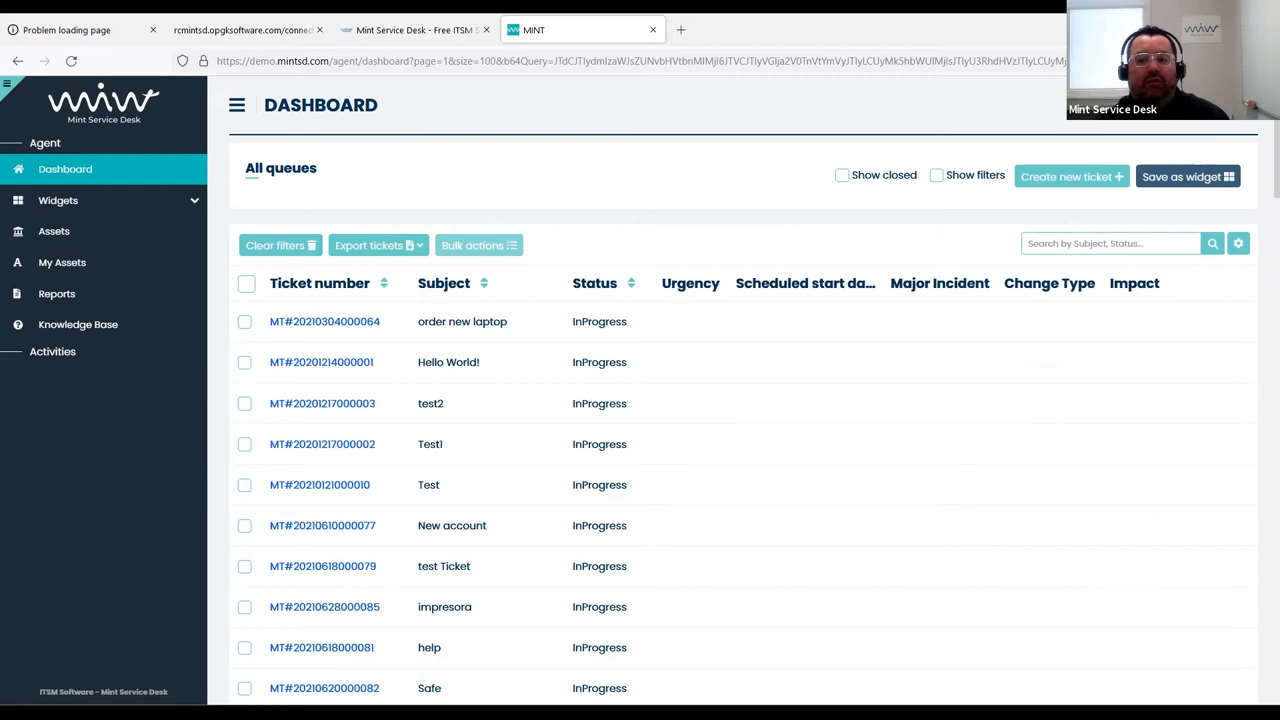 Problem loading page
rcmintsd.opgksoftware.com/connec
Mint Service Desk - Free ITSM S
MINT
https://demo.mintsd.com/agent/dashboard?page=1&size=100&b64Query=
miw
Mint Service Desk
Agent
Dashboard
Widgets
Assets
My Assets
Reports
Knowledge Base
Activities
ITSM Software - Mint Service Desk
DASHBOARD
Mint Service Desk
All queues
Show closed
Show filters
Create new ticket +
Save as widget
Clear filters
Export tickets
Bulk actions
Search by Subject, Status...
Ticket number Subject Status Urgency Scheduled start da... Major Incident Change Type Impact
MT#20210304000064 order new laptop InProgress
MT#20201214000001 Hello World! InProgress
MT#20201217000003 test2 InProgress
MT#20201217000002 Test1 InProgress
MT#20210121000010 Test InProgress
MT#20210610000077 New account InProgress
MT#20210618000079 test Ticket InProgress
MT#20210628000085 impresora InProgress
MT#20210618000081 help InProgress
MT#20210620000082 Safe InProgress